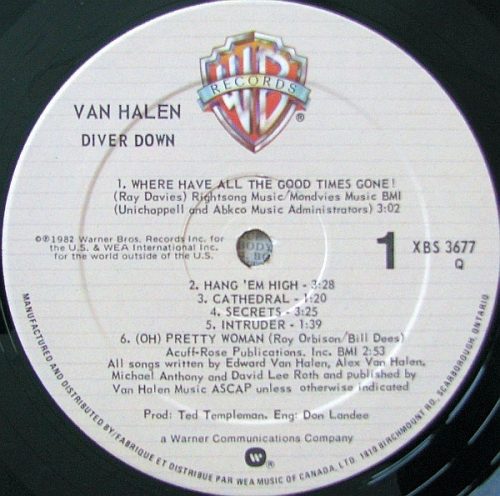 WB
RECORDS
®
VAN HALEN
DIVER DOWN
1. WHERE HAVE ALL THE GOOD TIMES GONE!
(Ray Davies) Rightsong Music/Mondvies Music BMI
(Unichappell and Abkco Music Administrators) 3:02
©℗1982 Warner Bros. Records Inc. for
the U.S. & WEA International Inc.
for the world outside of the U.S.
BODY
1
XBS 3677
Q
2. HANG 'EM HIGH - 3:28
3. CATHEDRAL - 1:20
4. SECRETS - 3:25
5. INTRUDER - 1:39
6. (OH) PRETTY WOMAN (Roy Orbison/Bill Dees)
Acuff-Rose Publications. Inc. BMI 2:53
All songs written by Edward Van Halen, Alex Van Halen,
Michael Anthony and David Lee Roth and published by
Van Halen Music ASCAP unless otherwise indicated
Prod: Ted Templeman. Eng: Don Landee
a Warner Communications Company
W ®
MANUFACTURED AND DISTRIBUTED BY/FABRIQUE ET DISTRIBUE PAR WEA MUSIC OF CANADA, LTD. 1810 BIRCHMOUNT RD., SCARBOROUGH, ONTARIO